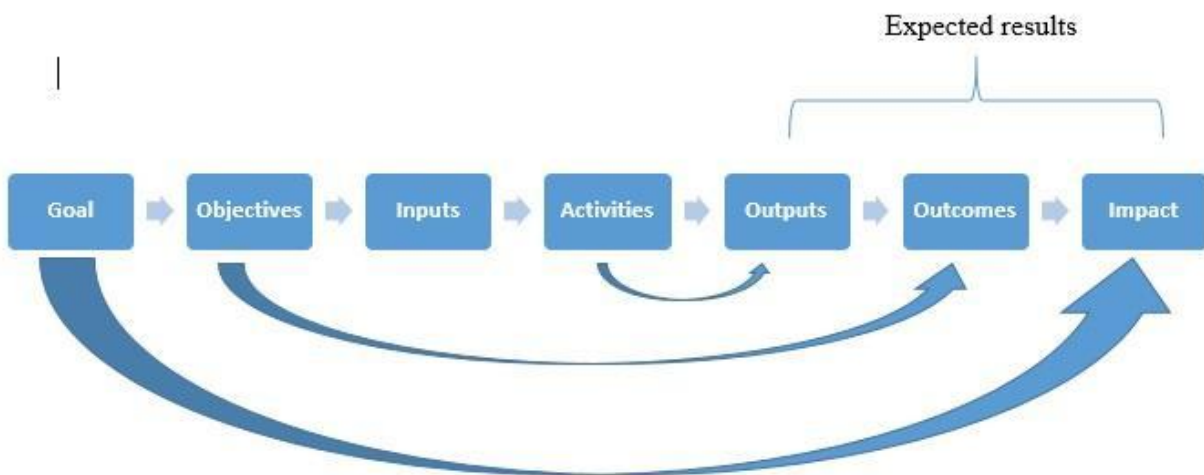 Expected results
Goal
Objectives
Inputs
Activities
Outputs
Outcomes
Impact